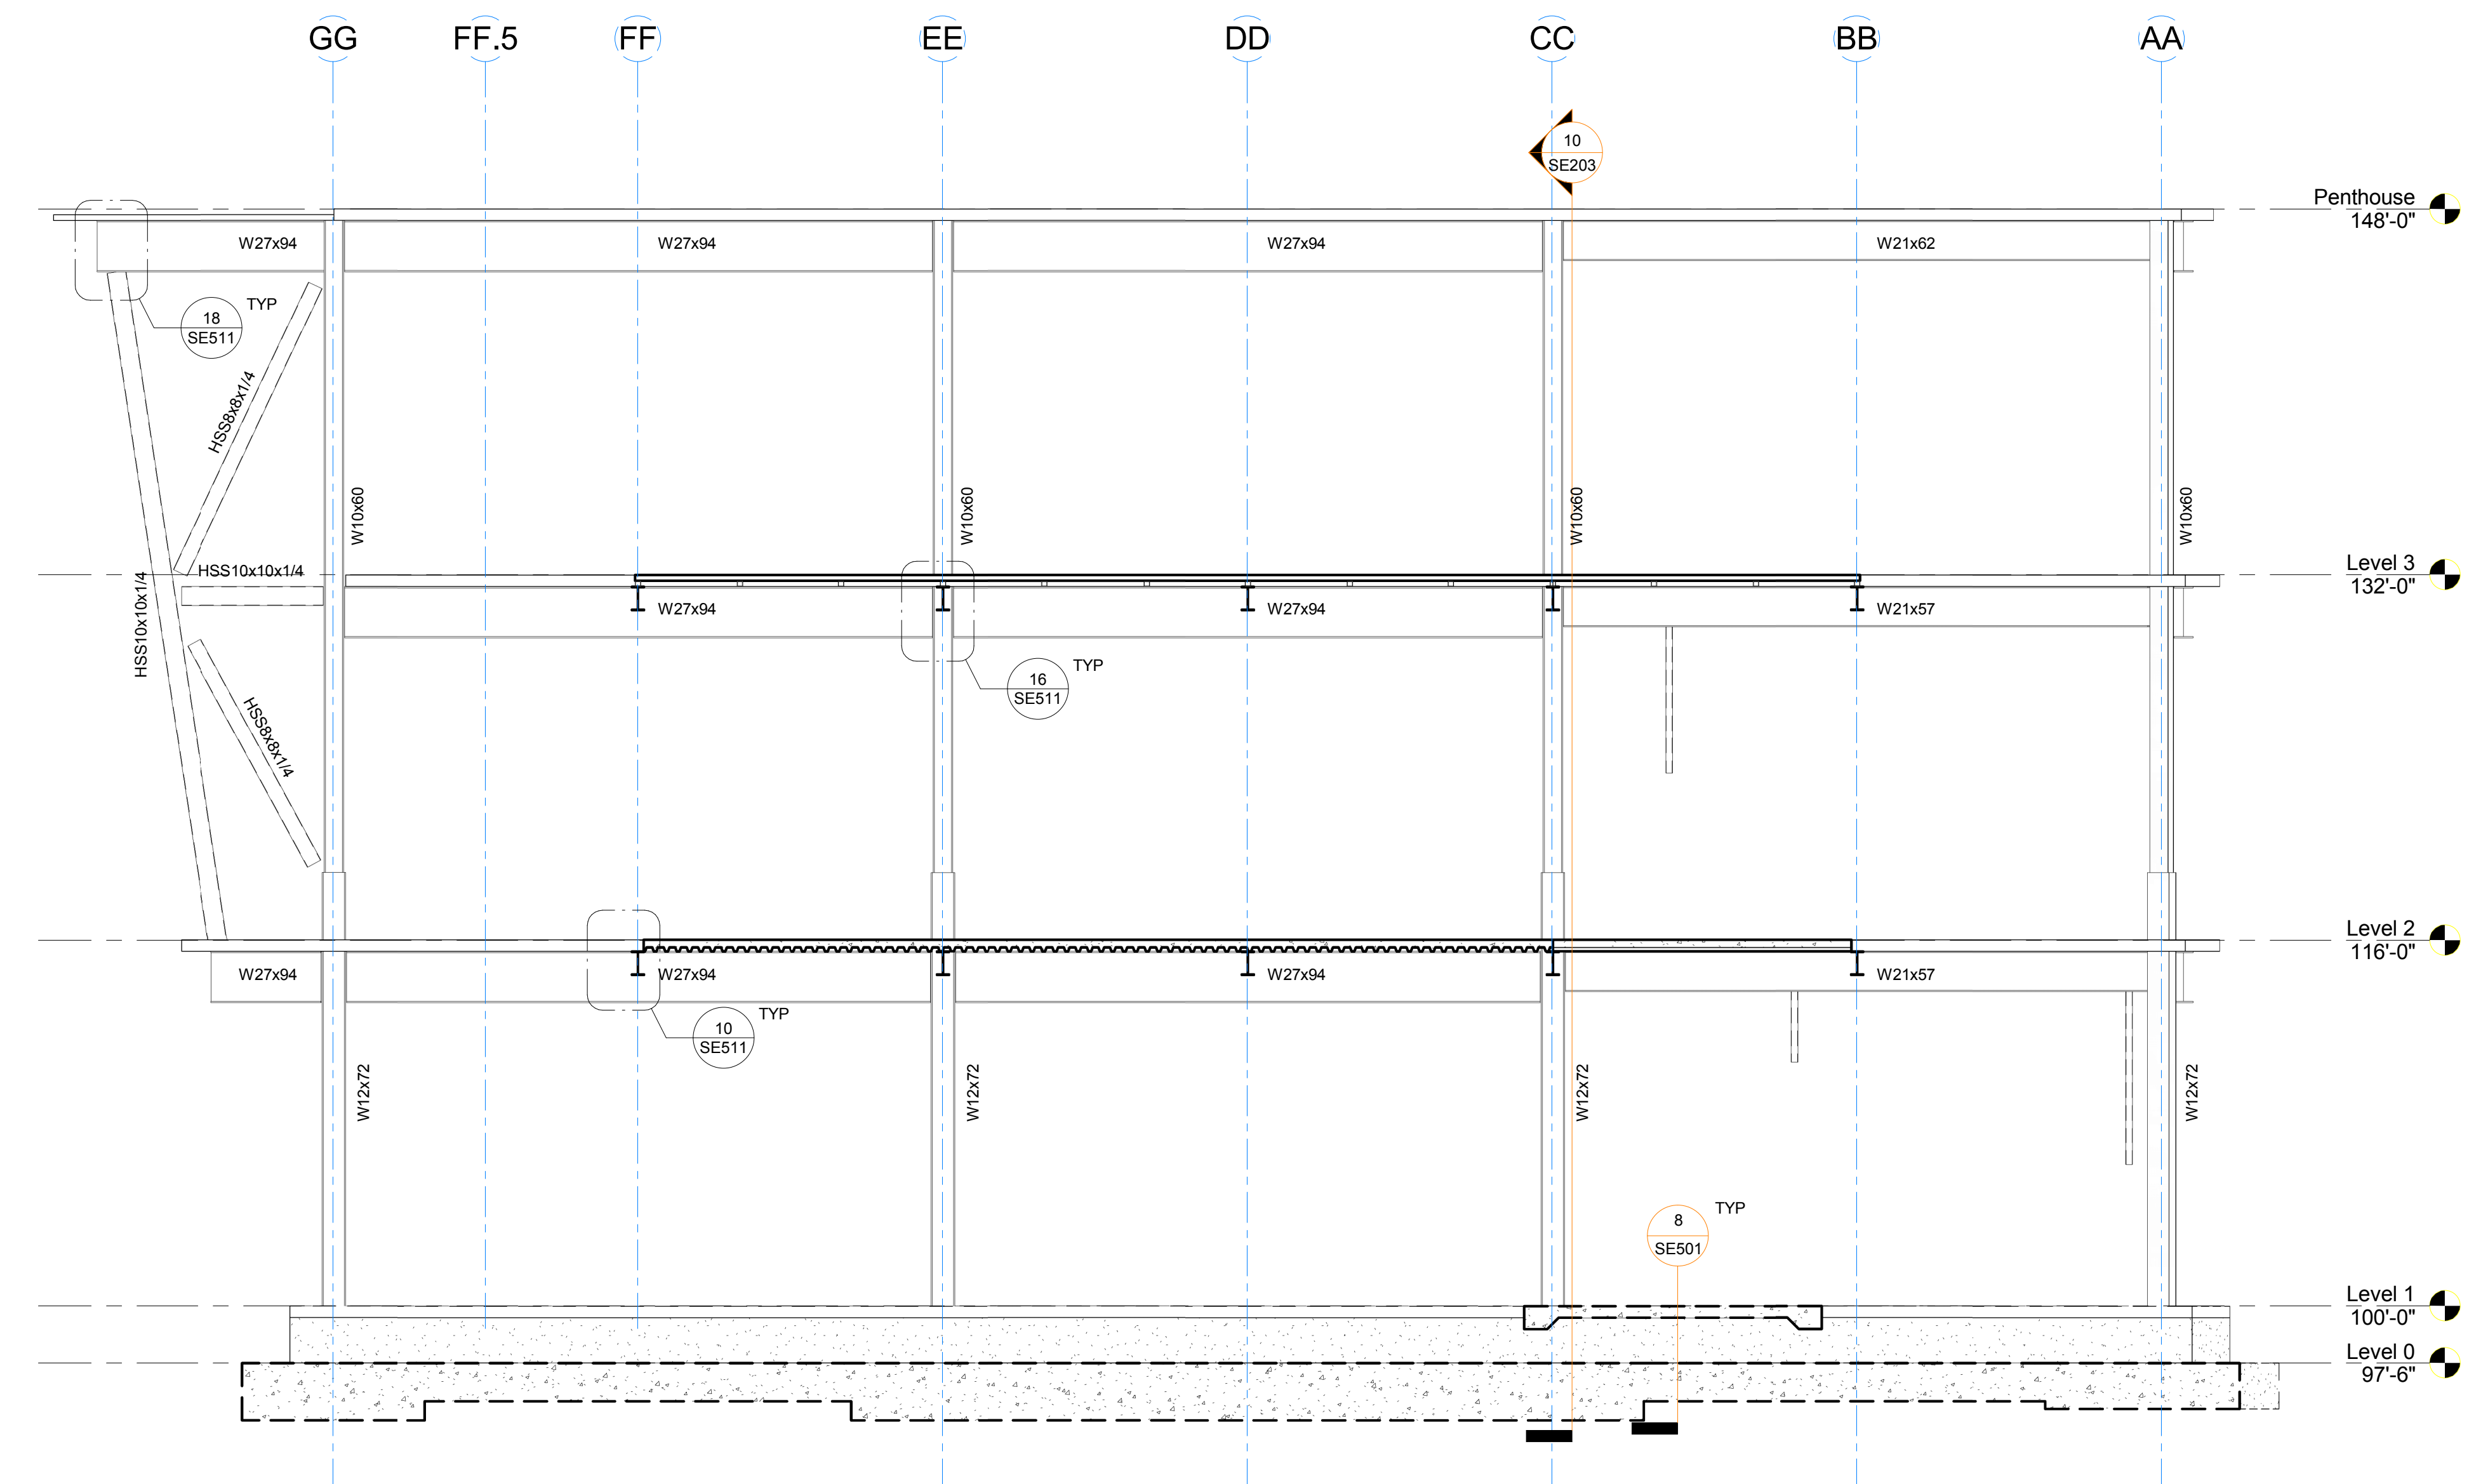 GG FF.5 FF EE DD CC BB AA
10
SE203
Penthouse
148'-0"
W27x94 W27x94 W27x94 W21x62
TYP
18
SE511
HSS8x8x1/4
W10x60 W10x60 W10x60 W10x60
Level 3
132'-0"
HSS10x10x1/4
HSS10x10x1/4
W27x94 W27x94 W21x57
TYP
16
SE511
HSS8x8x1/4
Level 2
116'-0"
W27x94 W27x94 W27x94 W21x57
TYP
10
SE511
W12x72 W12x72 W12x72 W12x72
TYP
8
SE501
Level 1
100'-0"
Level 0
97'-6"